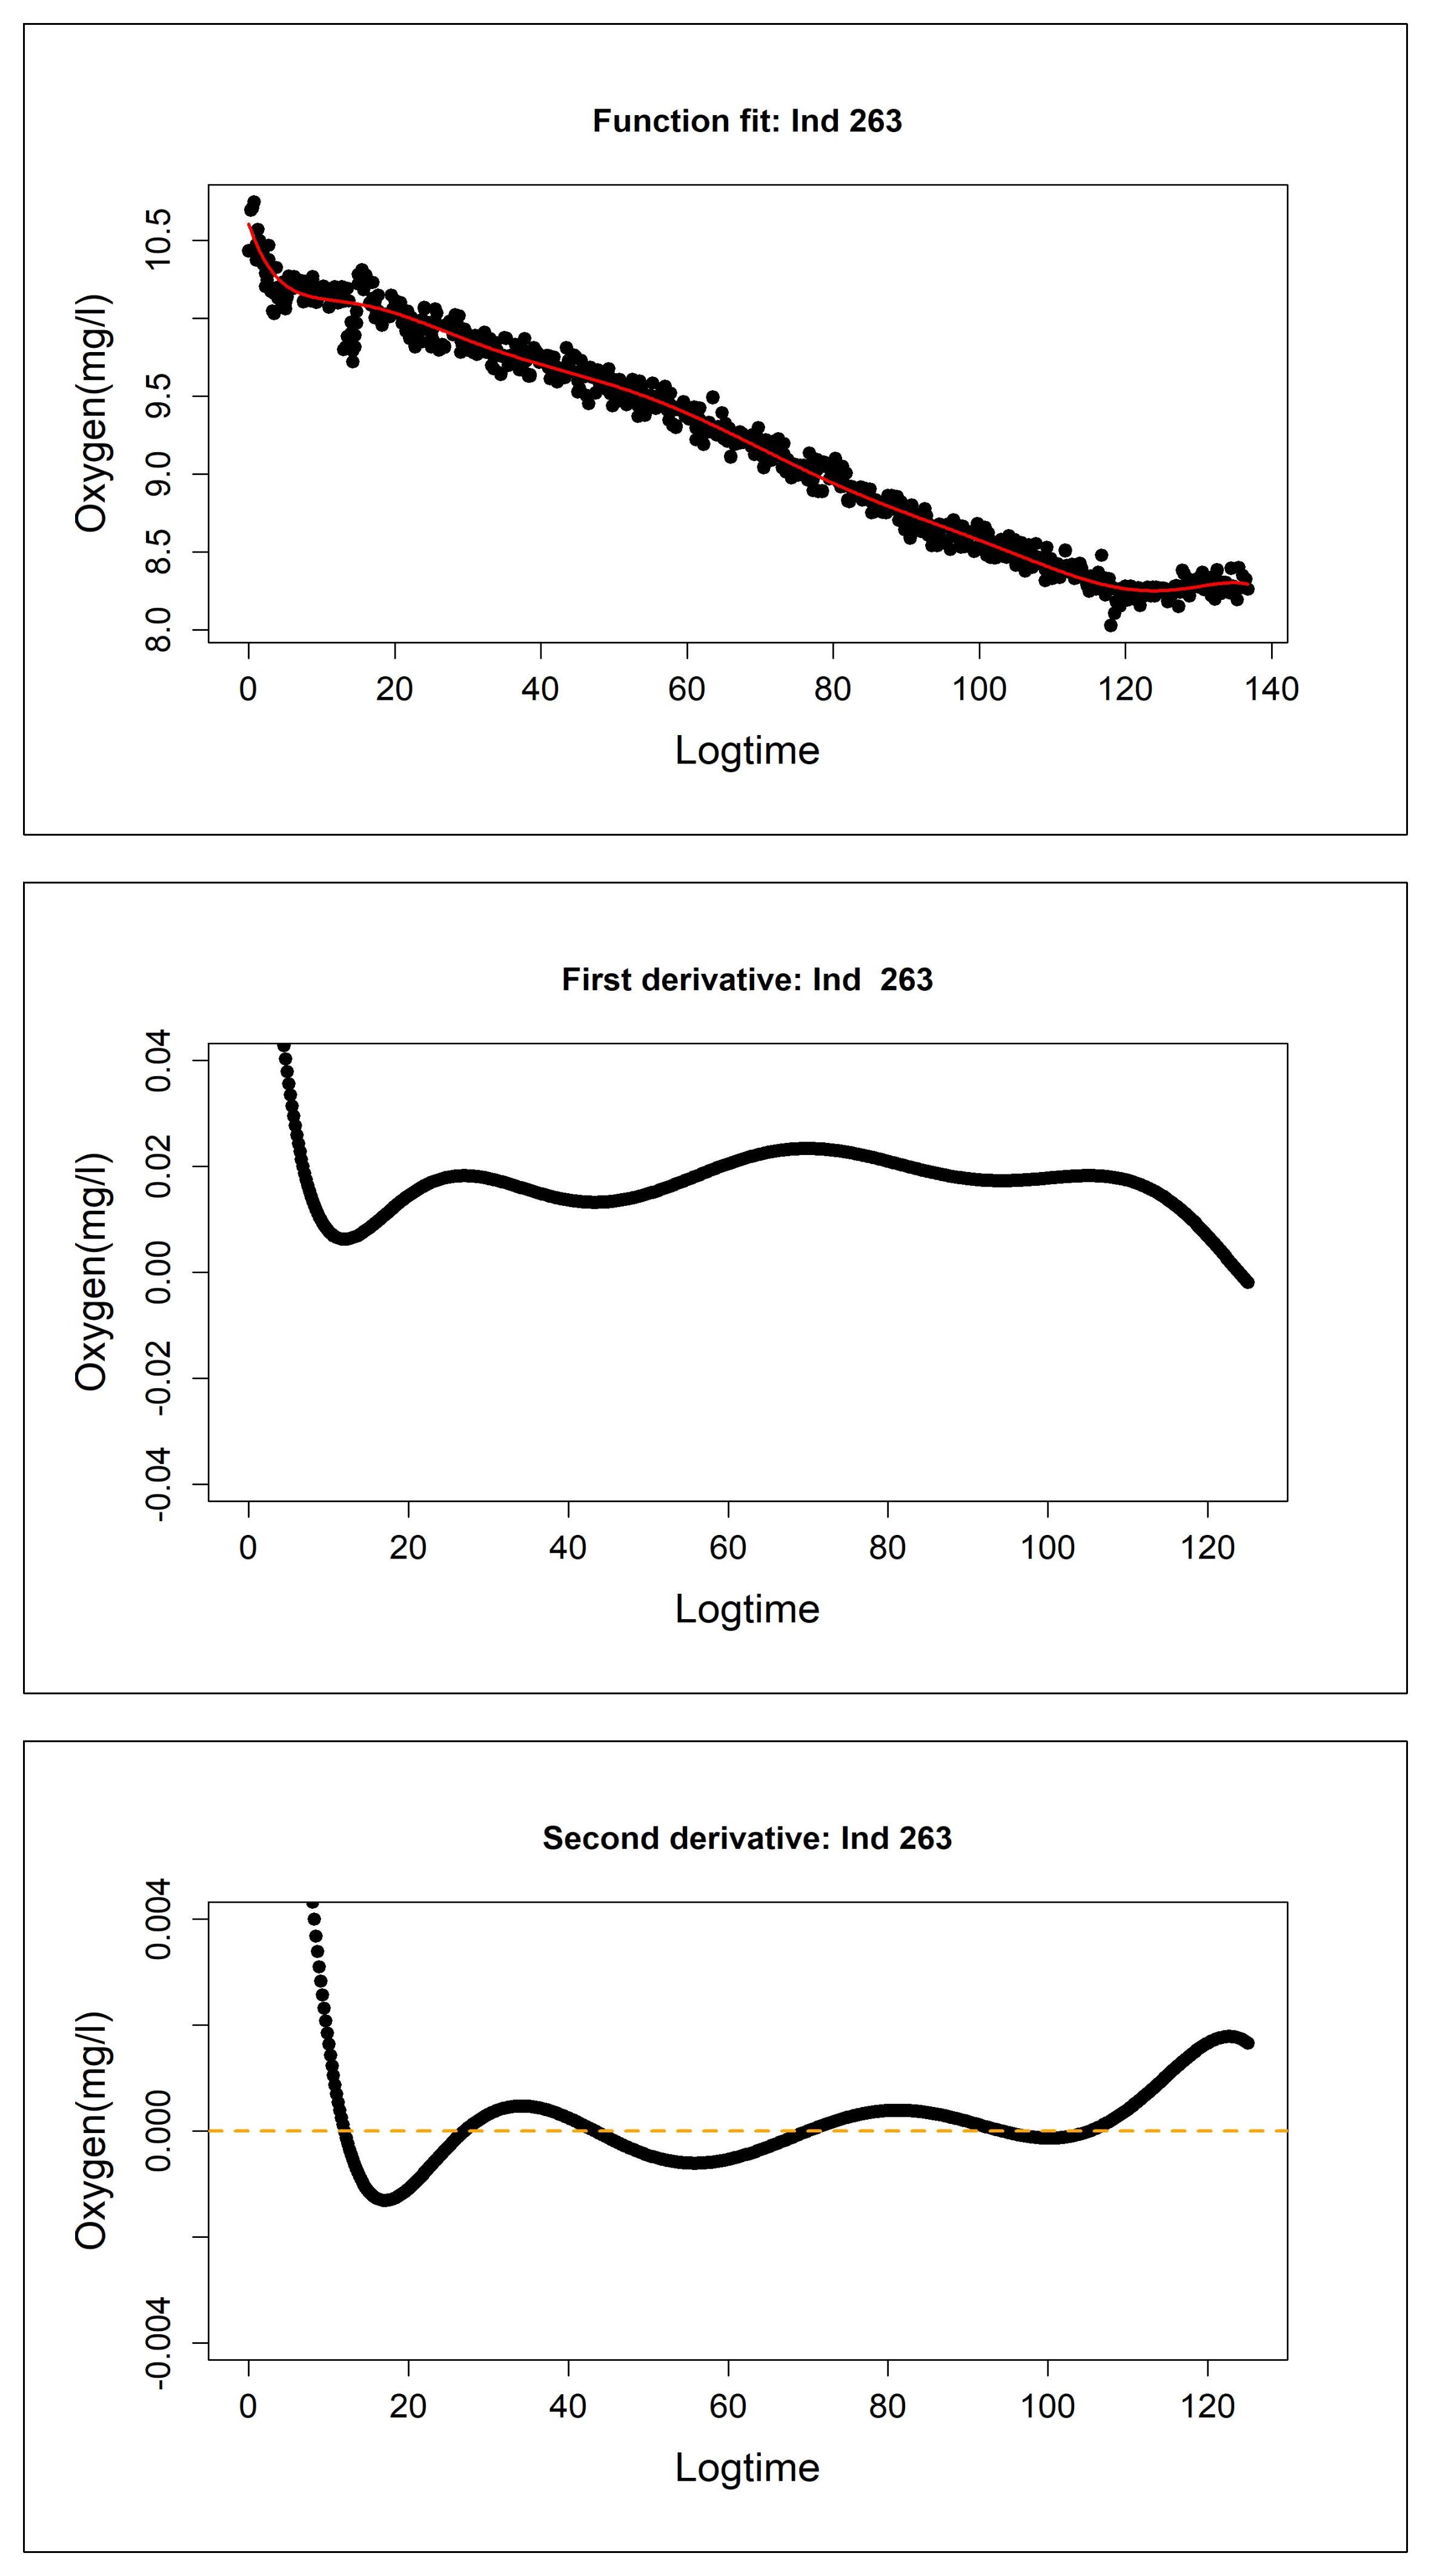 Function fit: Ind 263
Oxygen(mg/l)
10.5
9.5
9.0
8.5
8.0
0 20 40 60 80 100 120 140
Logtime
First derivative: Ind  263
Oxygen(mg/l)
0.04
0.02
0.00
-0.02
-0.04
0 20 40 60 80 100 120
Logtime
Second derivative: Ind 263
Oxygen(mg/l)
0.004
0.000
-0.004
0 20 40 60 80 100 120
Logtime